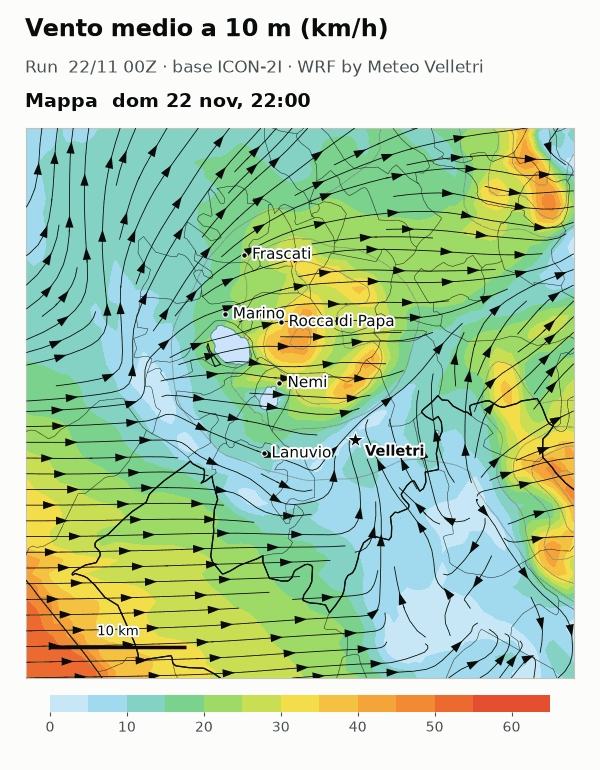 Vento medio a 10 m (km/h)
Run  22/11 00Z · base ICON-2I · WRF by Meteo Velletri
Mappa  dom 22 nov, 22:00
Frascati
Marino
Rocca di Papa
Nemi
Velletri
Lanuvio
10 km
0 10 20 30 40 50 60